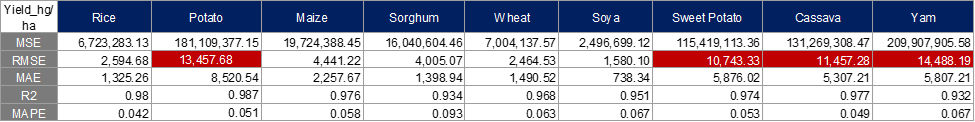 Yield_hg/ha Rice Potato Maize Sorghum Wheat Soya Sweet Potato Cassava Yam
MSE 6,723,283.13 181,109,377.15 19,724,388.45 16,040,604.46 7,004,137.57 2,496,699.12 115,419,113.36 131,269,308.47 209,907,905.58
RMSE 2,594.68 13,457.68 4,441.22 4,005.07 2,464.53 1,580.10 10,743.33 11,457.28 14,488.19
MAE 1,325.26 8,520.54 2,257.67 1,398.94 1,490.52 738.34 5,876.02 5,307.21 5,807.21
R2 0.98 0.987 0.976 0.934 0.968 0.951 0.974 0.977 0.932
MAPE 0.042 0.051 0.058 0.093 0.063 0.067 0.053 0.049 0.067